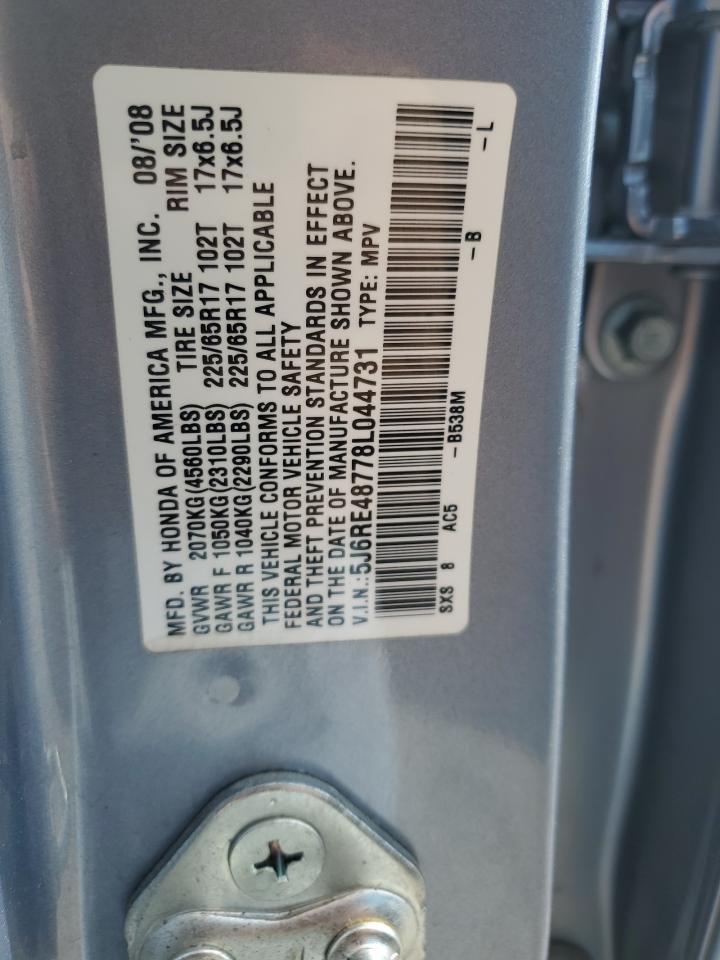 MFD. BY HONDA OF AMERICA MFG., INC. 08/'08
GVWR 2070KG(4560LBS) TIRE SIZE RIM SIZE
GAWR F 1050KG(2310LBS) 225/65R17 102T 17x6.5J
GAWR R 1040KG(2290LBS) 225/65R17 102T 17x6.5J
THIS VEHICLE CONFORMS TO ALL APPLICABLE
FEDERAL MOTOR VEHICLE SAFETY
AND THEFT PREVENTION STANDARDS IN EFFECT
ON THE DATE OF MANUFACTURE SHOWN ABOVE.
V.I.N.:5J6RE48778L044731 TYPE: MPV
SXS 8 AC5 -B538M -B -L